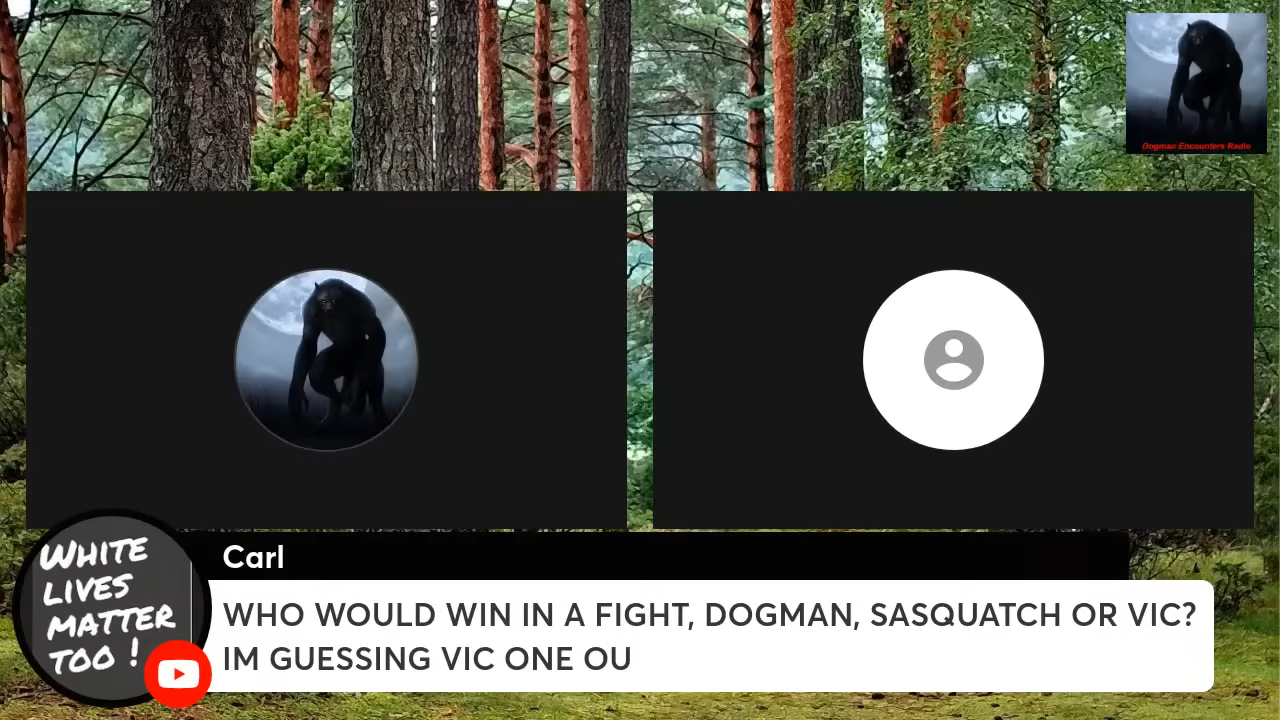 Dogman Encounters Radio
WHITE
LIVES
MATTER
TOO !
Carl
WHO WOULD WIN IN A FIGHT, DOGMAN, SASQUATCH OR VIC?
IM GUESSING VIC ONE OU